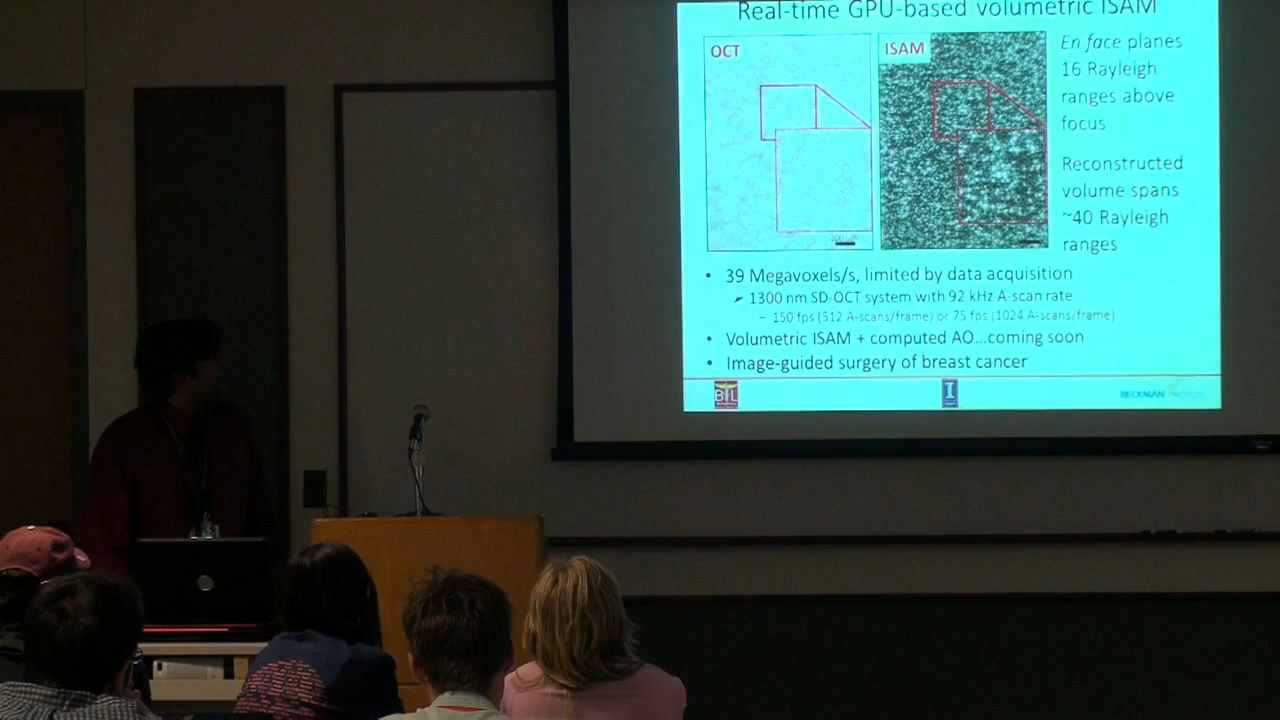 Real-time GPU-based volumetric ISAM
OCT
ISAM
En face planes
16 Rayleigh
ranges above
focus
Reconstructed
volume spans
~40 Rayleigh
ranges
• 39 Megavoxels/s, limited by data acquisition
1300 nm SD-OCT system with 92 kHz A-scan rate
– 150 fps (512 A-scans/frame) or 75 fps (1024 A-scans/frame)
• Volumetric ISAM + computed AO...coming soon
• Image-guided surgery of breast cancer
BIL
I
BECKMAN